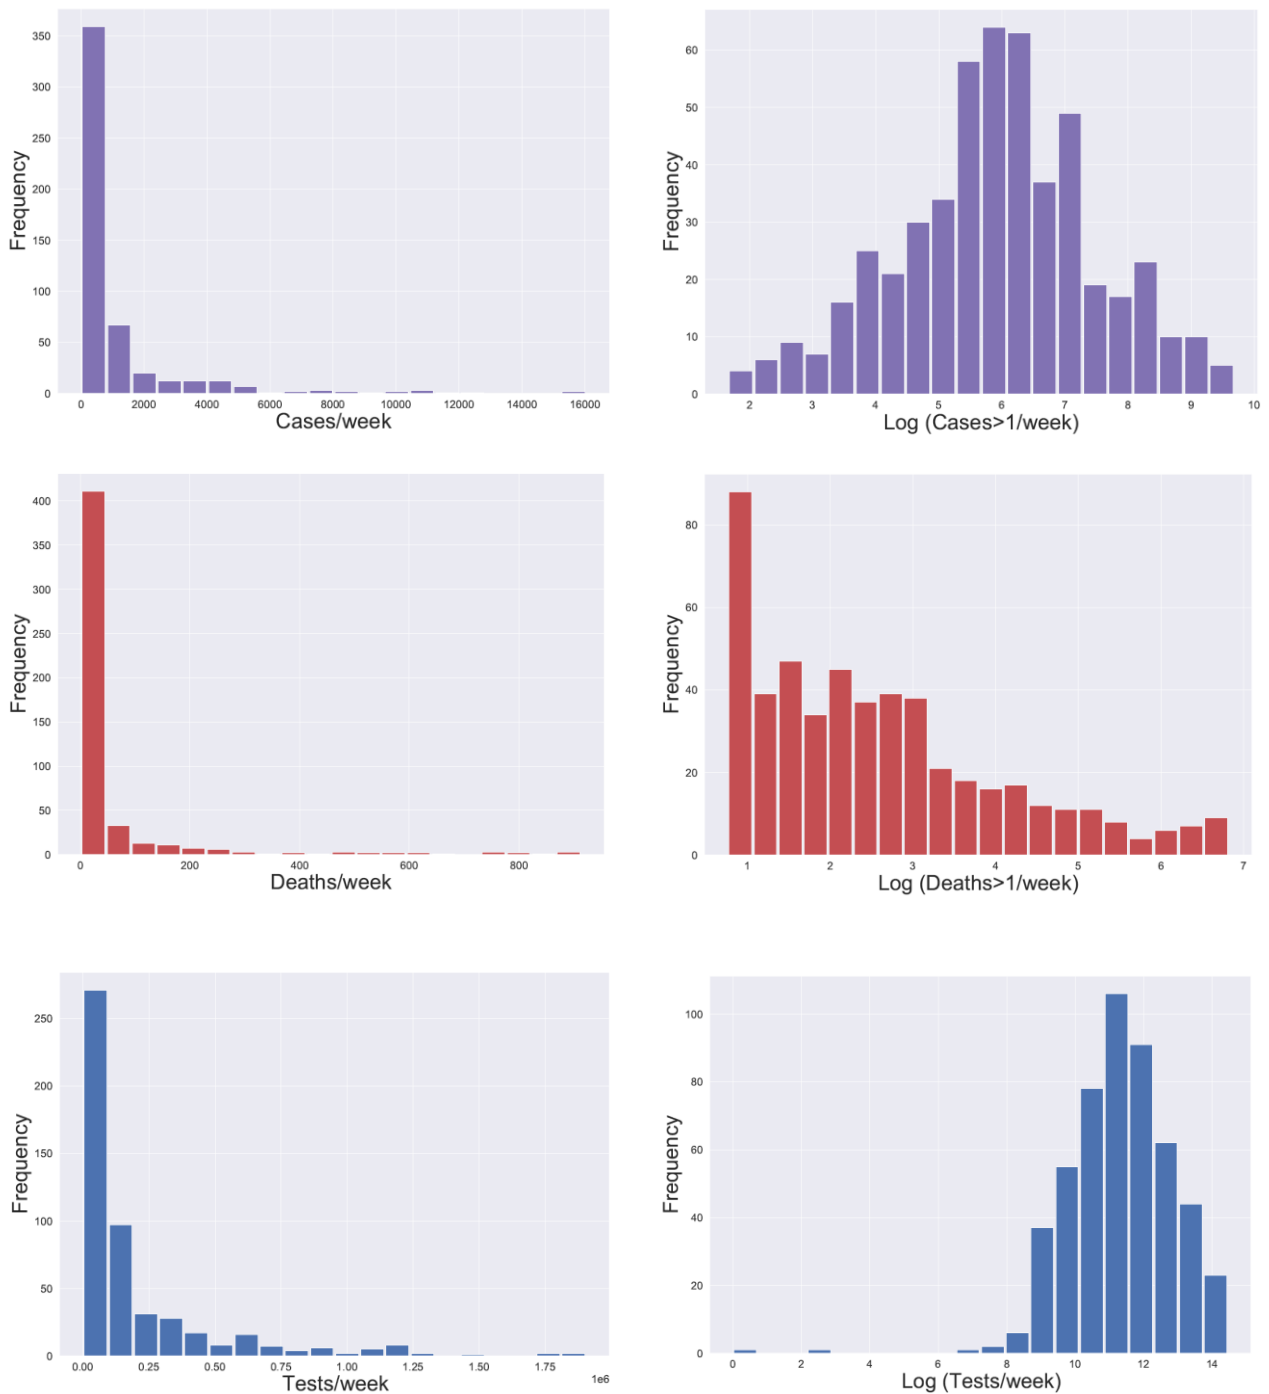 350
300
250
200
150
100
50
0
Frequency
0 2000 4000 6000 8000 10000 12000 14000 16000
Cases/week
60
50
40
30
20
10
0
Frequency
2 3 4 5 6 7 8 9 10
Log (Cases>1/week)
400
350
300
250
200
150
100
50
0
Frequency
0 200 400 600 800
Deaths/week
80
60
40
20
0
Frequency
1 2 3 4 5 6 7
Log (Deaths>1/week)
250
200
150
100
50
0
Frequency
0.00 0.25 0.50 0.75 1.00 1.25 1.50 1.75
1e6
Tests/week
100
80
60
40
20
0
Frequency
0 2 4 6 8 10 12 14
Log (Tests/week)